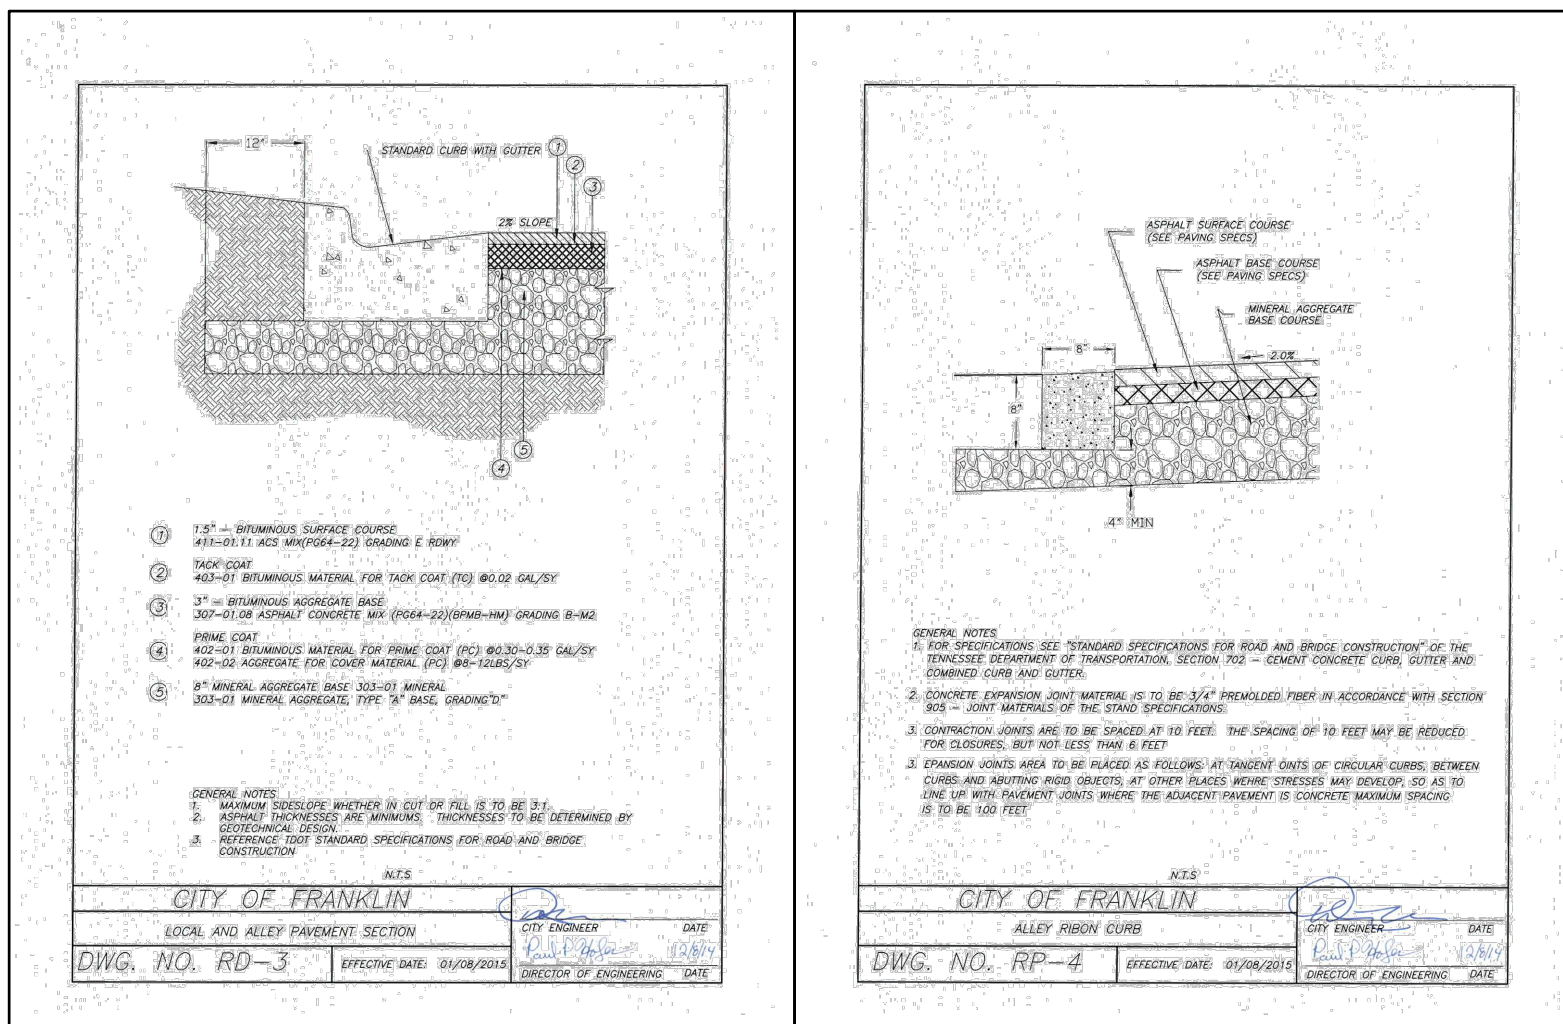 12"
STANDARD CURB WITH GUTTER
1
2
3
2% SLOPE
5
4
1 1.5" – BITUMINOUS SURFACE COURSE
411-01.11 ACS MIX(PG64-22) GRADING E RDWY
2 TACK COAT
403-01 BITUMINOUS MATERIAL FOR TACK COAT (TC) @0.02 GAL/SY
3 3" – BITUMINOUS AGGREGATE BASE
307-01.08 ASPHALT CONCRETE MIX (PG64-22)(BPMB-HM) GRADING B-M2
4 PRIME COAT
402-01 BITUMINOUS MATERIAL FOR PRIME COAT (PC) @0.30-0.35 GAL/SY
402-02 AGGREGATE FOR COVER MATERIAL (PC) @8-12LBS/SY
5 8" MINERAL AGGREGATE BASE 303-01 MINERAL
303-01 MINERAL AGGREGATE, TYPE "A" BASE, GRADING"D"
GENERAL NOTES
1. MAXIMUM SIDESLOPE WHETHER IN CUT OR FILL IS TO BE 3:1.
2. ASPHALT THICKNESSES ARE MINIMUMS. THICKNESSES TO BE DETERMINED BY
GEOTECHNICAL DESIGN.
3. REFERENCE TDOT STANDARD SPECIFICATIONS FOR ROAD AND BRIDGE
CONSTRUCTION
N.T.S
CITY OF FRANKLIN
LOCAL AND ALLEY PAVEMENT SECTION
DWG. NO. RD-3
EFFECTIVE DATE: 01/08/2015
CITY ENGINEER DATE
12/8/14
DIRECTOR OF ENGINEERING DATE
ASPHALT SURFACE COURSE
(SEE PAVING SPECS)
ASPHALT BASE COURSE
(SEE PAVING SPECS)
MINERAL AGGREGATE
BASE COURSE
8"
2.0%
8"
4" MIN
GENERAL NOTES
1. FOR SPECIFICATIONS SEE "STANDARD SPECIFICATIONS FOR ROAD AND BRIDGE CONSTRUCTION" OF THE
TENNESSEE DEPARTMENT OF TRANSPORTATION, SECTION 702 – CEMENT CONCRETE CURB, GUTTER AND
COMBINED CURB AND GUTTER.
2. CONCRETE EXPANSION JOINT MATERIAL IS TO BE 3/4" PREMOLDED FIBER IN ACCORDANCE WITH SECTION
905 – JOINT MATERIALS OF THE STAND SPECIFICATIONS.
3. CONTRACTION JOINTS ARE TO BE SPACED AT 10 FEET. THE SPACING OF 10 FEET MAY BE REDUCED
FOR CLOSURES, BUT NOT LESS THAN 6 FEET
3. EPANSION JOINTS AREA TO BE PLACED AS FOLLOWS: AT TANGENT OINTS OF CIRCULAR CURBS, BETWEEN
CURBS AND ABUTTING RIGID OBJECTS, AT OTHER PLACES WEHRE STRESSES MAY DEVELOP, SO AS TO
LINE UP WITH PAVEMENT JOINTS WHERE THE ADJACENT PAVEMENT IS CONCRETE MAXIMUM SPACING
IS TO BE 100 FEET
N.T.S
CITY OF FRANKLIN
ALLEY RIBON CURB
DWG. NO. RP-4
EFFECTIVE DATE: 01/08/2015
CITY ENGINEER DATE
12/8/14
DIRECTOR OF ENGINEERING DATE